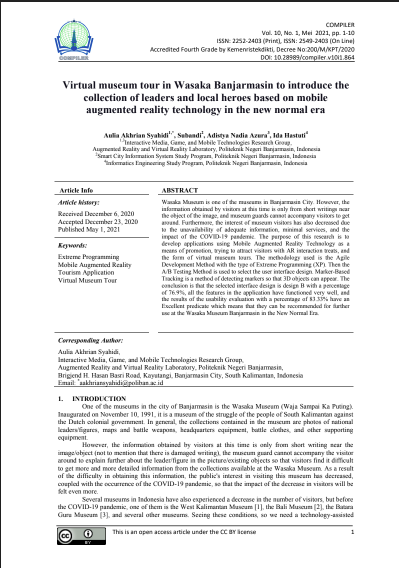 COMPILER
Vol. 10, No. 1, Mei 2021, pp. 1-10
ISSN: 2252-3403 (Print), ISSN: 2549-2403 (On Line)
Accredited Fourth Grade by Kemenristekdikti, Decree No:200/M/KPT/2020
DOI: 10.28989/compiler.v10i1.864
COMPILER
Virtual museum tour in Wasaka Banjarmasin to introduce the
collection of leaders and local heroes based on mobile
augmented reality technology in the new normal era
Aulia Akhrian Syahidi1,*, Subandi2, Adistya Nadia Azura3, Ida Hastuti4
1,3Interactive Media, Game, and Mobile Technologies Research Group,
Augmented Reality and Virtual Reality Laboratory, Politeknik Negeri Banjarmasin, Indonesia
2Smart City Information System Study Program, Politeknik Negeri Banjarmasin, Indonesia
4Informatics Engineering Study Program, Politeknik Negeri Banjarmasin, Indonesia
Article Info
Article history:
Received December 6, 2020
Accepted December 23, 2020
Published May 1, 2021
Keywords:
Extreme Programming
Mobile Augmented Reality
Tourism Application
Virtual Museum Tour
ABSTRACT
Wasaka Museum is one of the museums in Banjarmasin City. However, the
information obtained by visitors at this time is only from short writings near
the object of the image, and museum guards cannot accompany visitors to get
around. Furthermore, the interest of museum visitors has also decreased due
to the unavailability of adequate information, minimal services, and the
impact of the COVID-19 pandemic. The purpose of this research is to
develop applications using Mobile Augmented Reality Technology as a
means of promotion, trying to attract visitors with AR interaction treats, and
the form of virtual museum tours. The methodology used is the Agile
Development Method with the type of Extreme Programming (XP). Then the
A/B Testing Method is used to select the user interface design. Marker-Based
Tracking is a method of detecting markers so that 3D objects can appear. The
conclusion is that the selected interface design is design B with a percentage
of 76.9%, all the features in the application have functioned very well, and
the results of the usability evaluation with a percentage of 83.33% have an
Excellent predicate which means that they can be recommended for further
use at the Wasaka Museum Banjarmasin in the New Normal Era.
Corresponding Author:
Aulia Akhrian Syahidi,
Interactive Media, Game, and Mobile Technologies Research Group,
Augmented Reality and Virtual Reality Laboratory, Politeknik Negeri Banjarmasin,
Brigjend H. Hasan Basri Road, Kayutangi, Banjarmasin City, South Kalimantan, Indonesia
Email: *aakhriansyahidi@poliban.ac.id
1. INTRODUCTION
One of the museums in the city of Banjarmasin is the Wasaka Museum (Waja Sampai Ka Puting).
Inaugurated on November 10, 1991, it is a museum of the struggle of the people of South Kalimantan against
the Dutch colonial government. In general, the collections contained in the museum are photos of national
leaders/figures, maps and battle weapons, headquarters equipment, battle clothes, and other supporting
equipment.
However, the information obtained by visitors at this time is only from short writing near the
image/object (not to mention that there is damaged writing), the museum guard cannot accompany the visitor
around to explain further about the leader/figure in the picture/existing objects so that visitors find it difficult
to get more and more detailed information from the collections available at the Wasaka Museum. As a result
of the difficulty in obtaining this information, the public's interest in visiting this museum has decreased,
coupled with the occurrence of the COVID-19 pandemic, so that the impact of the decrease in visitors will be
felt even more.
Several museums in Indonesia have also experienced a decrease in the number of visitors, but before
the COVID-19 pandemic, one of them is the West Kalimantan Museum [1], the Bali Museum [2], the Batara
Guru Museum [3], and several other museums. Seeing these conditions, so we need a technology-assisted
cc BY
This is an open access article under the CC BY license
1